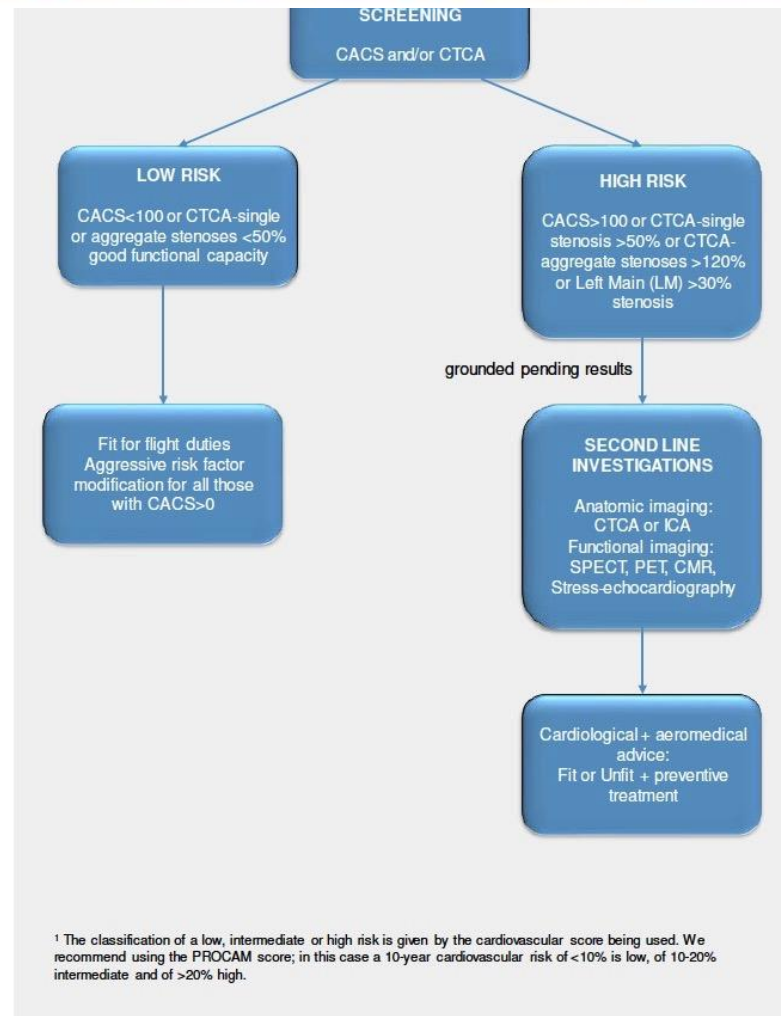 SCREENING
CACS and/or CTCA
LOW RISK
CACS<100 or CTCA-single
or aggregate stenoses <50%
good functional capacity
HIGH RISK
CACS>100 or CTCA-single
stenosis >50% or CTCA-
aggregate stenoses >120%
or Left Main (LM) >30%
stenosis
grounded pending results
Fit for flight duties
Aggressive risk factor
modification for all those
with CACS>0
SECOND LINE
INVESTIGATIONS
Anatomic imaging:
CTCA or ICA
Functional imaging:
SPECT, PET, CMR,
Stress-echocardiography
Cardiological + aeromedical
advice:
Fit or Unfit + preventive
treatment
¹ The classification of a low, intermediate or high risk is given by the cardiovascular score being used. We
recommend using the PROCAM score; in this case a 10-year cardiovascular risk of <10% is low, of 10-20%
intermediate and of >20% high.